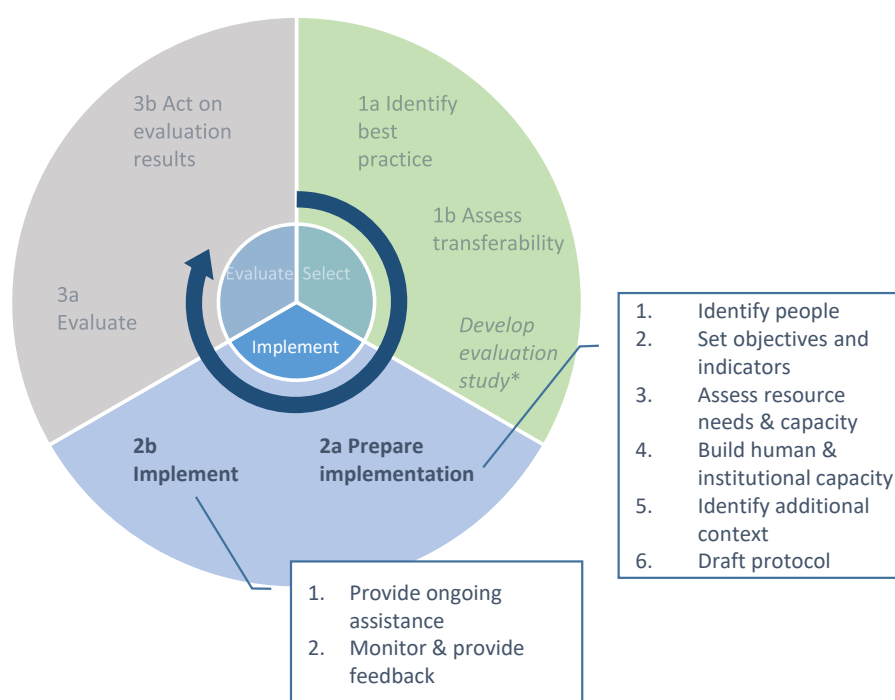 3b Act on
evaluation
results
1a Identify
best
practice
1b Assess
transferability
Evaluate
Select
3a
Evaluate
Implement
Develop
evaluation
study*
2b
Implement
2a Prepare
implementation
1. Identify people
2. Set objectives and
indicators
3. Assess resource
needs & capacity
4. Build human &
institutional capacity
5. Identify additional
context
6. Draft protocol
1. Provide ongoing
assistance
2. Monitor & provide
feedback